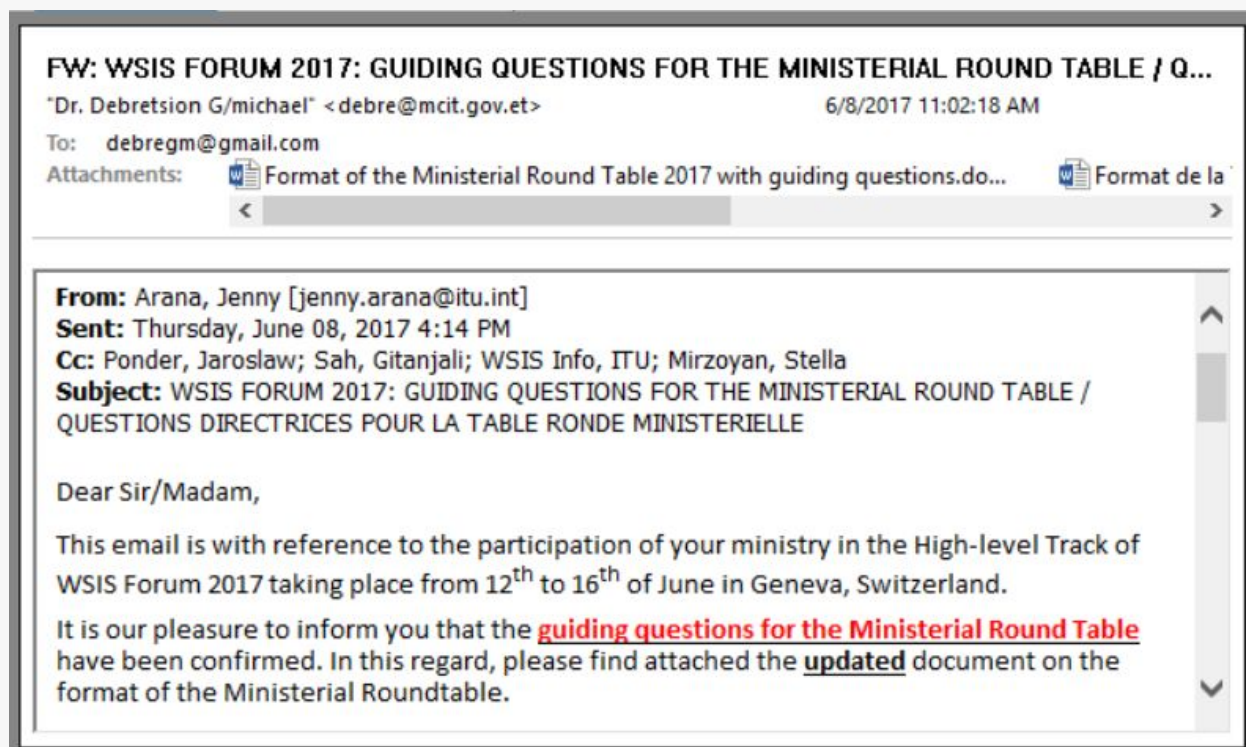 FW: WSIS FORUM 2017: GUIDING QUESTIONS FOR THE MINISTERIAL ROUND TABLE / Q...
"Dr. Debretsion G/michael" <debre@mcit.gov.et> 6/8/2017 11:02:18 AM
To: debregm@gmail.com
Attachments: Format of the Ministerial Round Table 2017 with guiding questions.do... Format de la
From: Arana, Jenny [jenny.arana@itu.int]
Sent: Thursday, June 08, 2017 4:14 PM
Cc: Ponder, Jaroslaw; Sah, Gitanjali; WSIS Info, ITU; Mirzoyan, Stella
Subject: WSIS FORUM 2017: GUIDING QUESTIONS FOR THE MINISTERIAL ROUND TABLE /
QUESTIONS DIRECTRICES POUR LA TABLE RONDE MINISTERIELLE
Dear Sir/Madam,
This email is with reference to the participation of your ministry in the High-level Track of
WSIS Forum 2017 taking place from 12th to 16th of June in Geneva, Switzerland.
It is our pleasure to inform you that the guiding questions for the Ministerial Round Table
have been confirmed. In this regard, please find attached the updated document on the
format of the Ministerial Roundtable.